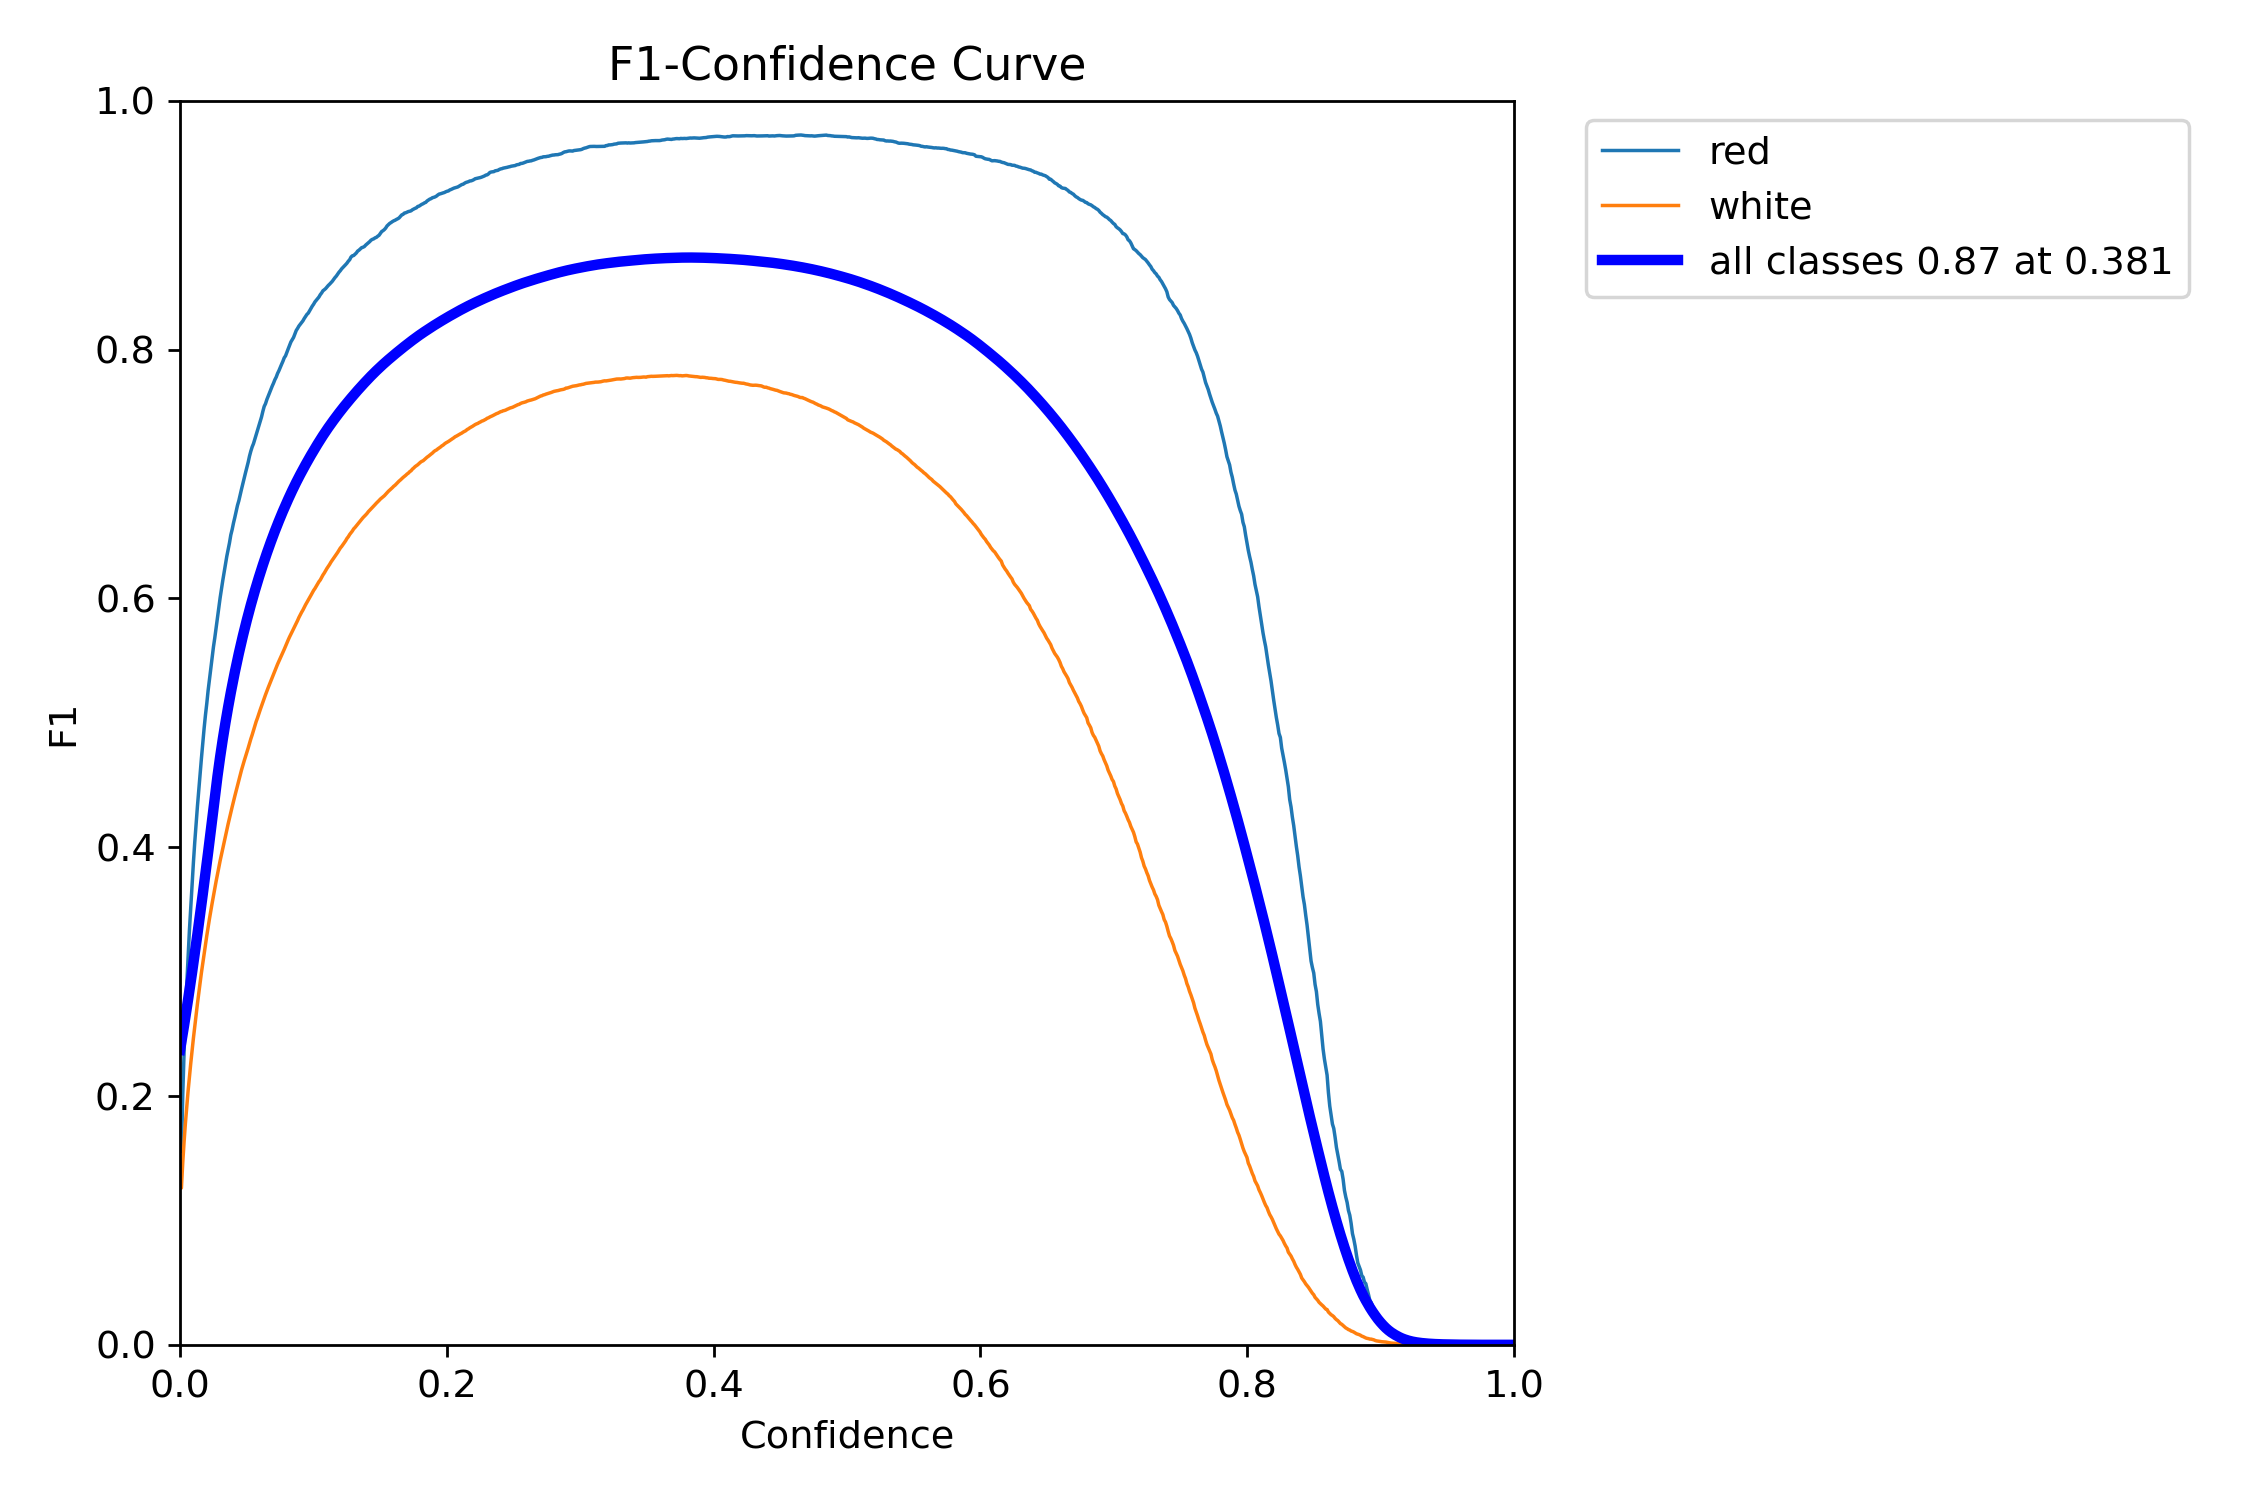 F1-Confidence Curve
1.0
0.8
0.6
0.4
0.2
0.0
F1
0.0 0.2 0.4 0.6 0.8 1.0
Confidence
red
white
all classes 0.87 at 0.381